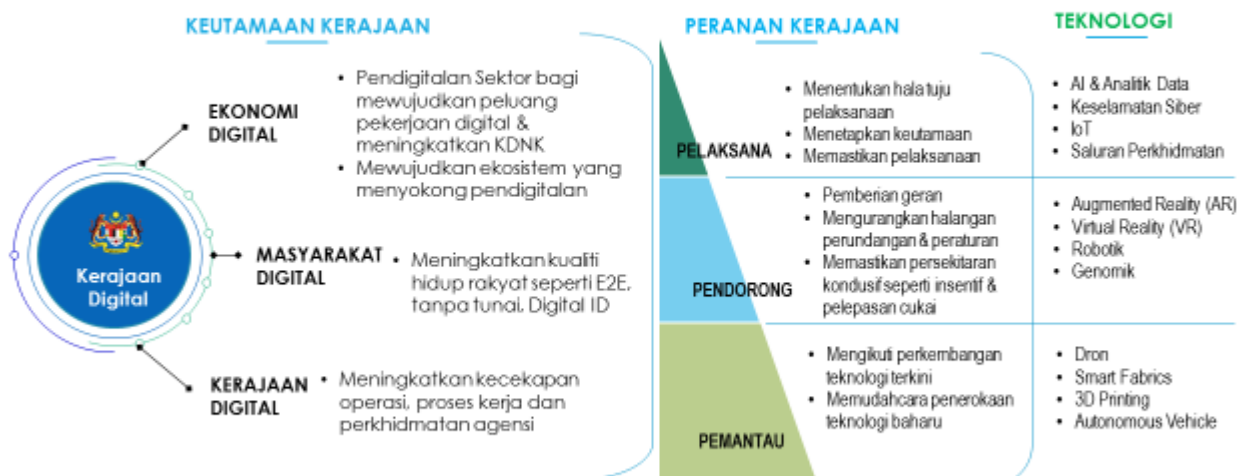 KEUTAMAAN KERAJAAN
Kerajaan
Digital
EKONOMI
DIGITAL
• Pendigitalan Sektor bagi
mewujudkan peluang
pekerjaan digital &
meningkatkan KDNK
• Mewujudkan ekosistem yang
menyokong pendigitalan
MASYARAKAT
DIGITAL
• Meningkatkan kualiti
hidup rakyat seperti E2E,
tanpa tunai, Digital ID
KERAJAAN
DIGITAL
• Meningkatkan kecekapan
operasi, proses kerja dan
perkhidmatan agensi
PERANAN KERAJAAN
TEKNOLOGI
PELAKSANA
• Menentukan hala tuju
pelaksanaan
• Menetapkan keutamaan
• Memastikan pelaksanaan
• AI & Analitik Data
• Keselamatan Siber
• IoT
• Saluran Perkhidmatan
PENDORONG
• Pemberian geran
• Mengurangkan halangan
perundangan & peraturan
• Memastikan persekitaran
kondusif seperti insentif &
pelepasan cukai
• Augmented Reality (AR)
• Virtual Reality (VR)
• Robotik
• Genomik
PEMANTAU
• Mengikuti perkembangan
teknologi terkini
• Memudahcara penerokaan
teknologi baharu
• Dron
• Smart Fabrics
• 3D Printing
• Autonomous Vehicle